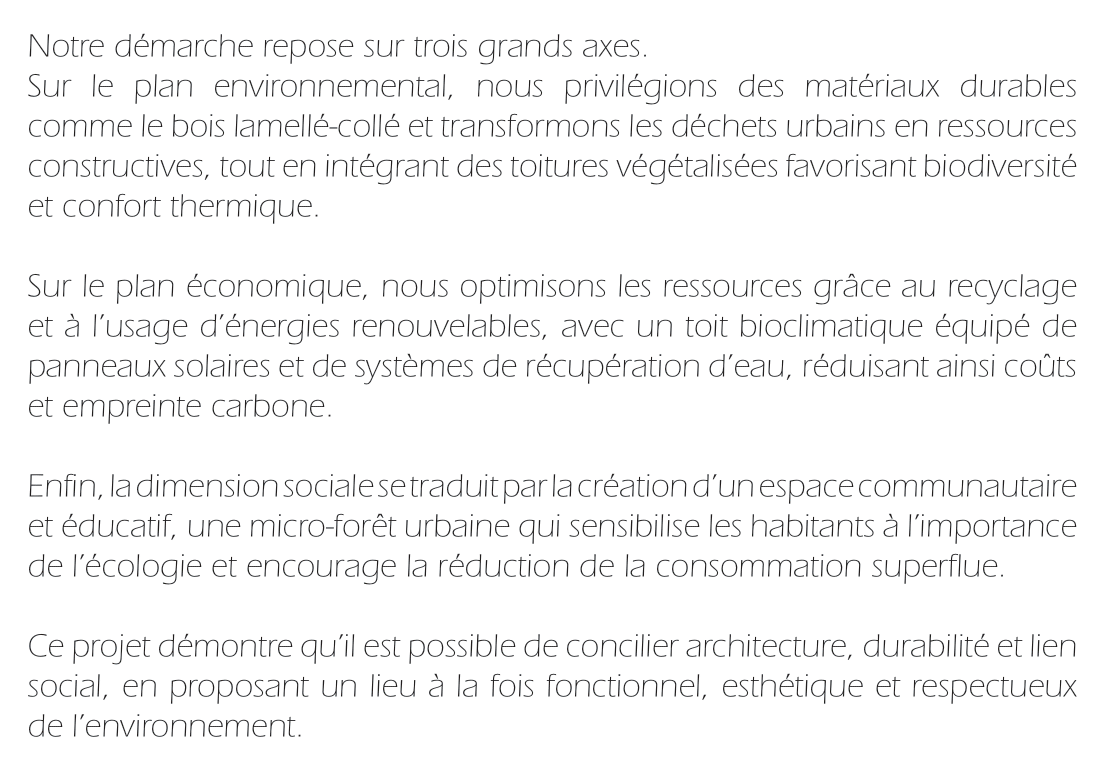 Notre démarche repose sur trois grands axes.
Sur le plan environnemental, nous privilégions des matériaux durables
comme le bois lamellé-collé et transformons les déchets urbains en ressources
constructives, tout en intégrant des toitures végétalisées favorisant biodiversité
et confort thermique.
Sur le plan économique, nous optimisons les ressources grâce au recyclage
et à l’usage d’énergies renouvelables, avec un toit bioclimatique équipé de
panneaux solaires et de systèmes de récupération d’eau, réduisant ainsi coûts
et empreinte carbone.
Enfin, la dimension sociale se traduit par la création d’un espace communautaire
et éducatif, une micro-forêt urbaine qui sensibilise les habitants à l’importance
de l’écologie et encourage la réduction de la consommation superflue.
Ce projet démontre qu’il est possible de concilier architecture, durabilité et lien
social, en proposant un lieu à la fois fonctionnel, esthétique et respectueux
de l’environnement.